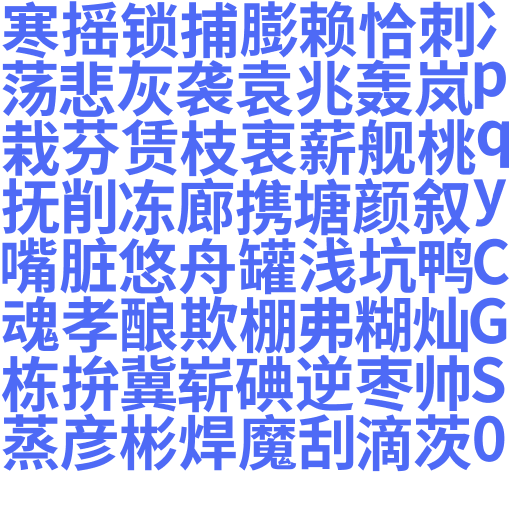 寒摇锁捕膨赖恰刺冫
荡悲灰袭袁兆轰岚p
栽芬赁枝衷薪舰桃q
抚削冻廊携塘颜叙y
嘴脏悠舟罐浅坑鸭C
魂孝酿欺棚弗糊灿G
栋拚冀崭碘逆枣帅S
蒸彦彬焊魔刮滴茨0